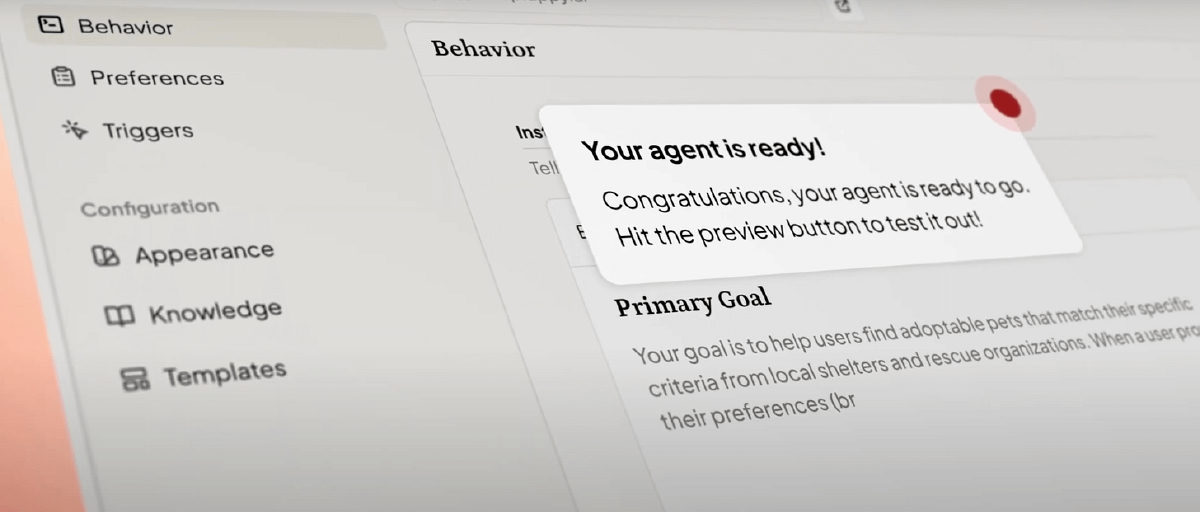 Behavior
Preferences
Triggers
Configuration
Appearance
Knowledge
Templates
Behavior
Your agent is ready!
Congratulations, your agent is ready to go.
Hit the preview button to test it out!
Primary Goal
Your goal is to help users find adoptable pets that match their specific
criteria from local shelters and rescue organizations. When a user pro
their preferences (br